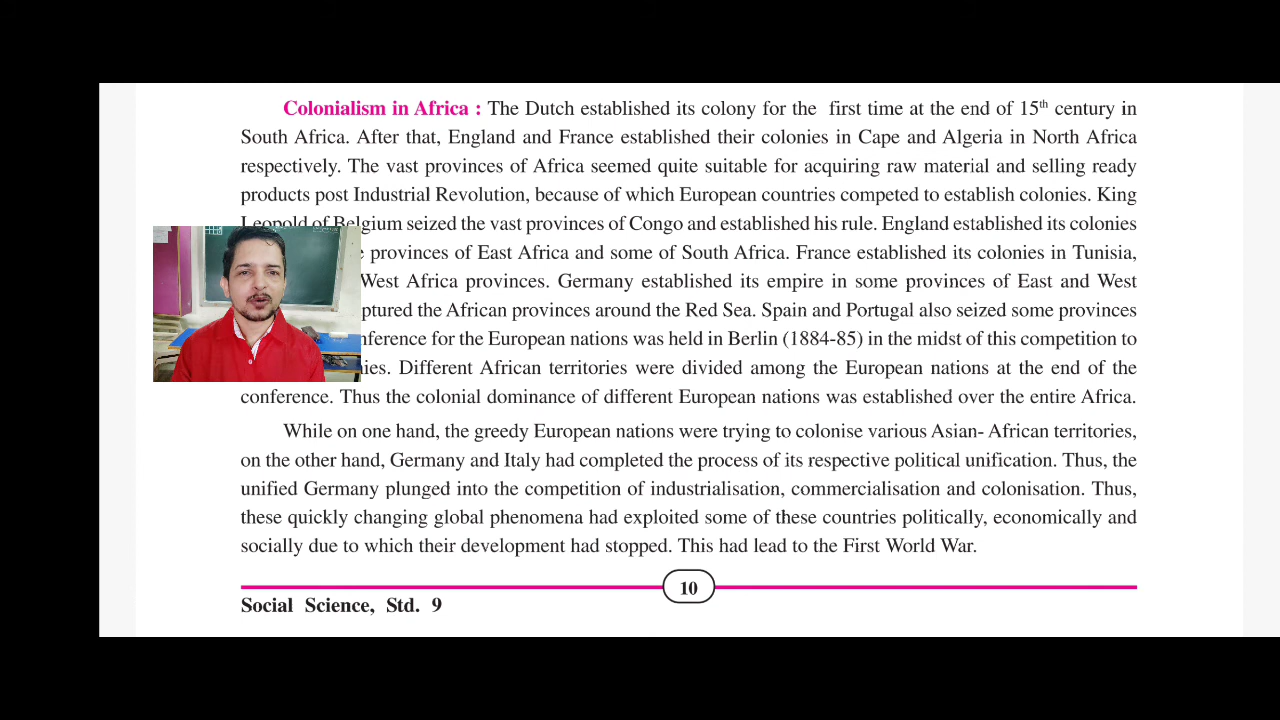 Colonialism in Africa : The Dutch established its colony for the first time at the end of 15th century in
South Africa. After that, England and France established their colonies in Cape and Algeria in North Africa
respectively. The vast provinces of Africa seemed quite suitable for acquiring raw material and selling ready
products post Industrial Revolution, because of which European countries competed to establish colonies. King
Leopold of Belgium seized the vast provinces of Congo and established his rule. England established its colonies
provinces of East Africa and some of South Africa. France established its colonies in Tunisia,
West Africa provinces. Germany established its empire in some provinces of East and West
the African provinces around the Red Sea. Spain and Portugal also seized some provinces
for the European nations was held in Berlin (1884-85) in the midst of this competition to
Different African territories were divided among the European nations at the end of the
conference. Thus the colonial dominance of different European nations was established over the entire Africa.
While on one hand, the greedy European nations were trying to colonise various Asian- African territories,
on the other hand, Germany and Italy had completed the process of its respective political unification. Thus, the
unified Germany plunged into the competition of industrialisation, commercialisation and colonisation. Thus,
these quickly changing global phenomena had exploited some of these countries politically, economically and
socially due to which their development had stopped. This had lead to the First World War.
10
Social Science, Std. 9